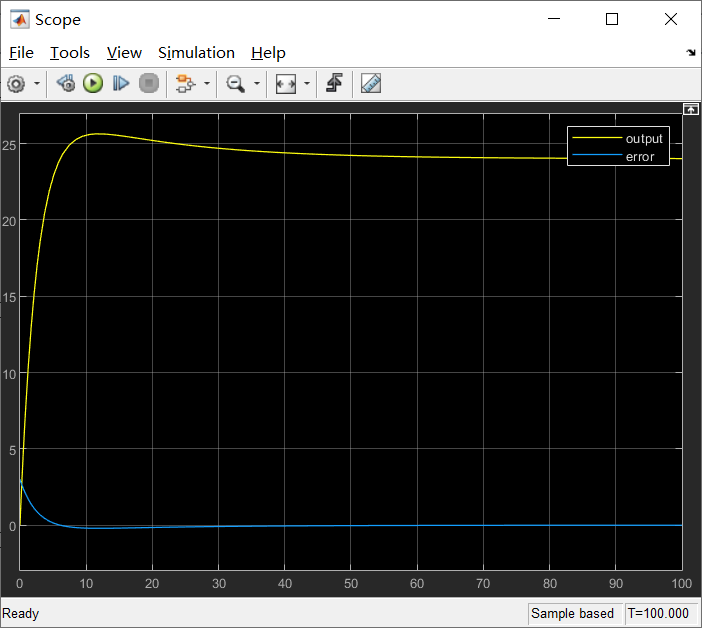 Scope
File Tools View Simulation Help
output
error
25
20
15
10
5
0
0 10 20 30 40 50 60 70 80 90 100
Ready Sample based T=100.000